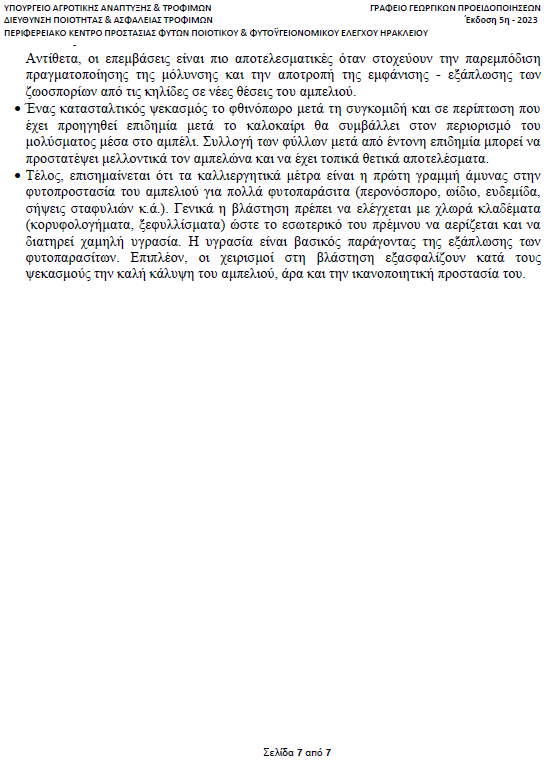 ΥΠΟΥΡΓΕΙΟ ΑΓΡΟΤΙΚΗΣ ΑΝΑΠΤΥΞΗΣ & ΤΡΟΦΙΜΩΝ ΓΡΑΦΕΙΟ ΓΕΩΡΓΙΚΩΝ ΠΡΟΕΙΔΟΠΟΙΗΣΕΩΝ
ΔΙΕΥΘΥΝΣΗ ΠΟΙΟΤΗΤΑΣ & ΑΣΦΑΛΕΙΑΣ ΤΡΟΦΙΜΩΝ Έκδοση 5η - 2023
ΠΕΡΙΦΕΡΕΙΑΚΟ ΚΕΝΤΡΟ ΠΡΟΣΤΑΣΙΑΣ ΦΥΤΩΝ ΠΟΙΟΤΙΚΟΥ & ΦΥΤΟΫΓΕΙΟΝΟΜΙΚΟΥ ΕΛΕΓΧΟΥ ΗΡΑΚΛΕΙΟΥ
Αντίθετα, οι επεμβάσεις είναι πιο αποτελεσματικές όταν στοχεύουν την παρεμπόδιση
πραγματοποίησης της μόλυνσης και την αποτροπή της εμφάνισης - εξάπλωσης των
ζωοσπορίων από τις κηλίδες σε νέες θέσεις του αμπελιού.
• Ένας κατασταλτικός ψεκασμός το φθινόπωρο μετά τη συγκομιδή και σε περίπτωση που
έχει προηγηθεί επιδημία μετά το καλοκαίρι θα συμβάλλει στον περιορισμό του
μολύσματος μέσα στο αμπέλι. Συλλογή των φύλλων μετά από έντονη επιδημία μπορεί να
προστατέψει μελλοντικά τον αμπελώνα και να έχει τοπικά θετικά αποτελέσματα.
• Τέλος, επισημαίνεται ότι τα καλλιεργητικά μέτρα είναι η πρώτη γραμμή άμυνας στην
φυτοπροστασία του αμπελιού για πολλά φυτοπαράσιτα (περονόσπορο, ωίδιο, ευδεμίδα,
σήψεις σταφυλιών κ.ά.). Γενικά η βλάστηση πρέπει να ελέγχεται με χλωρά κλαδέματα
(κορυφολογήματα, ξεφυλλίσματα) ώστε το εσωτερικό του πρέμνου να αερίζεται και να
διατηρεί χαμηλή υγρασία. Η υγρασία είναι βασικός παράγοντας της εξάπλωσης των
φυτοπαρασίτων. Επιπλέον, οι χειρισμοί στη βλάστηση εξασφαλίζουν κατά τους
ψεκασμούς την καλή κάλυψη του αμπελιού, άρα και την ικανοποιητική προστασία του.
Σελίδα 7 από 7